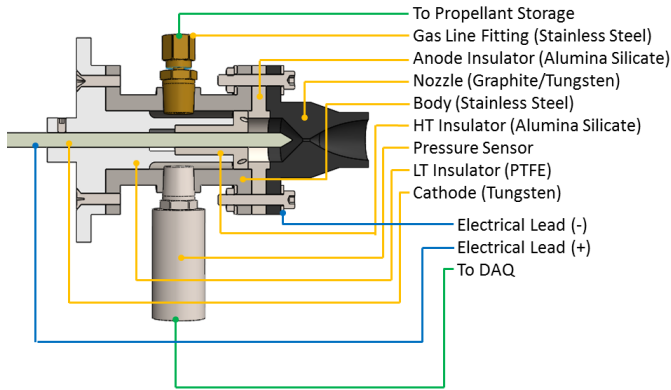 To Propellant Storage
Gas Line Fitting (Stainless Steel)
Anode Insulator (Alumina Silicate)
Nozzle (Graphite/Tungsten)
Body (Stainless Steel)
HT Insulator (Alumina Silicate)
Pressure Sensor
LT Insulator (PTFE)
Cathode (Tungsten)
Electrical Lead (-)
Electrical Lead (+)
To DAQ